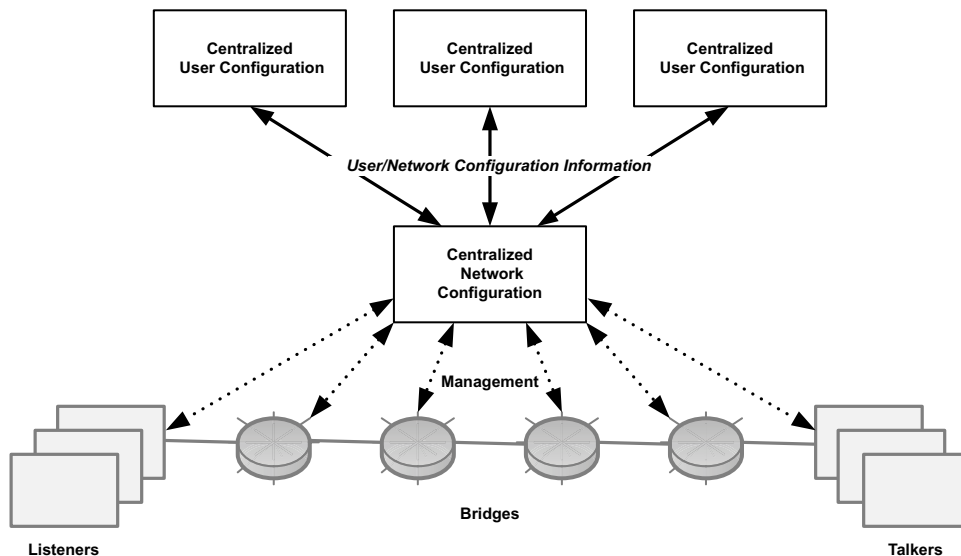 Centralized
User Configuration
Centralized
User Configuration
Centralized
User Configuration
User/Network Configuration Information
Centralized
Network
Configuration
Management
Bridges
Listeners
Talkers